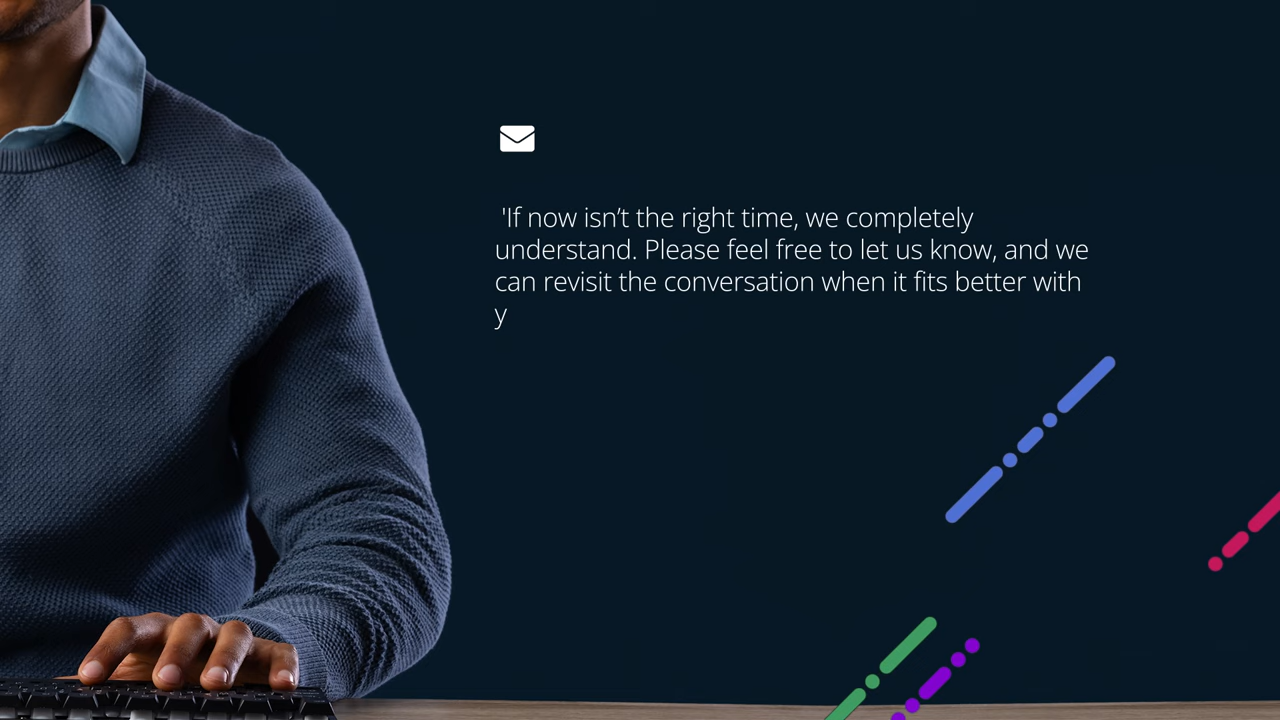 'If now isn’t the right time, we completely
understand. Please feel free to let us know, and we
can revisit the conversation when it fits better with
y